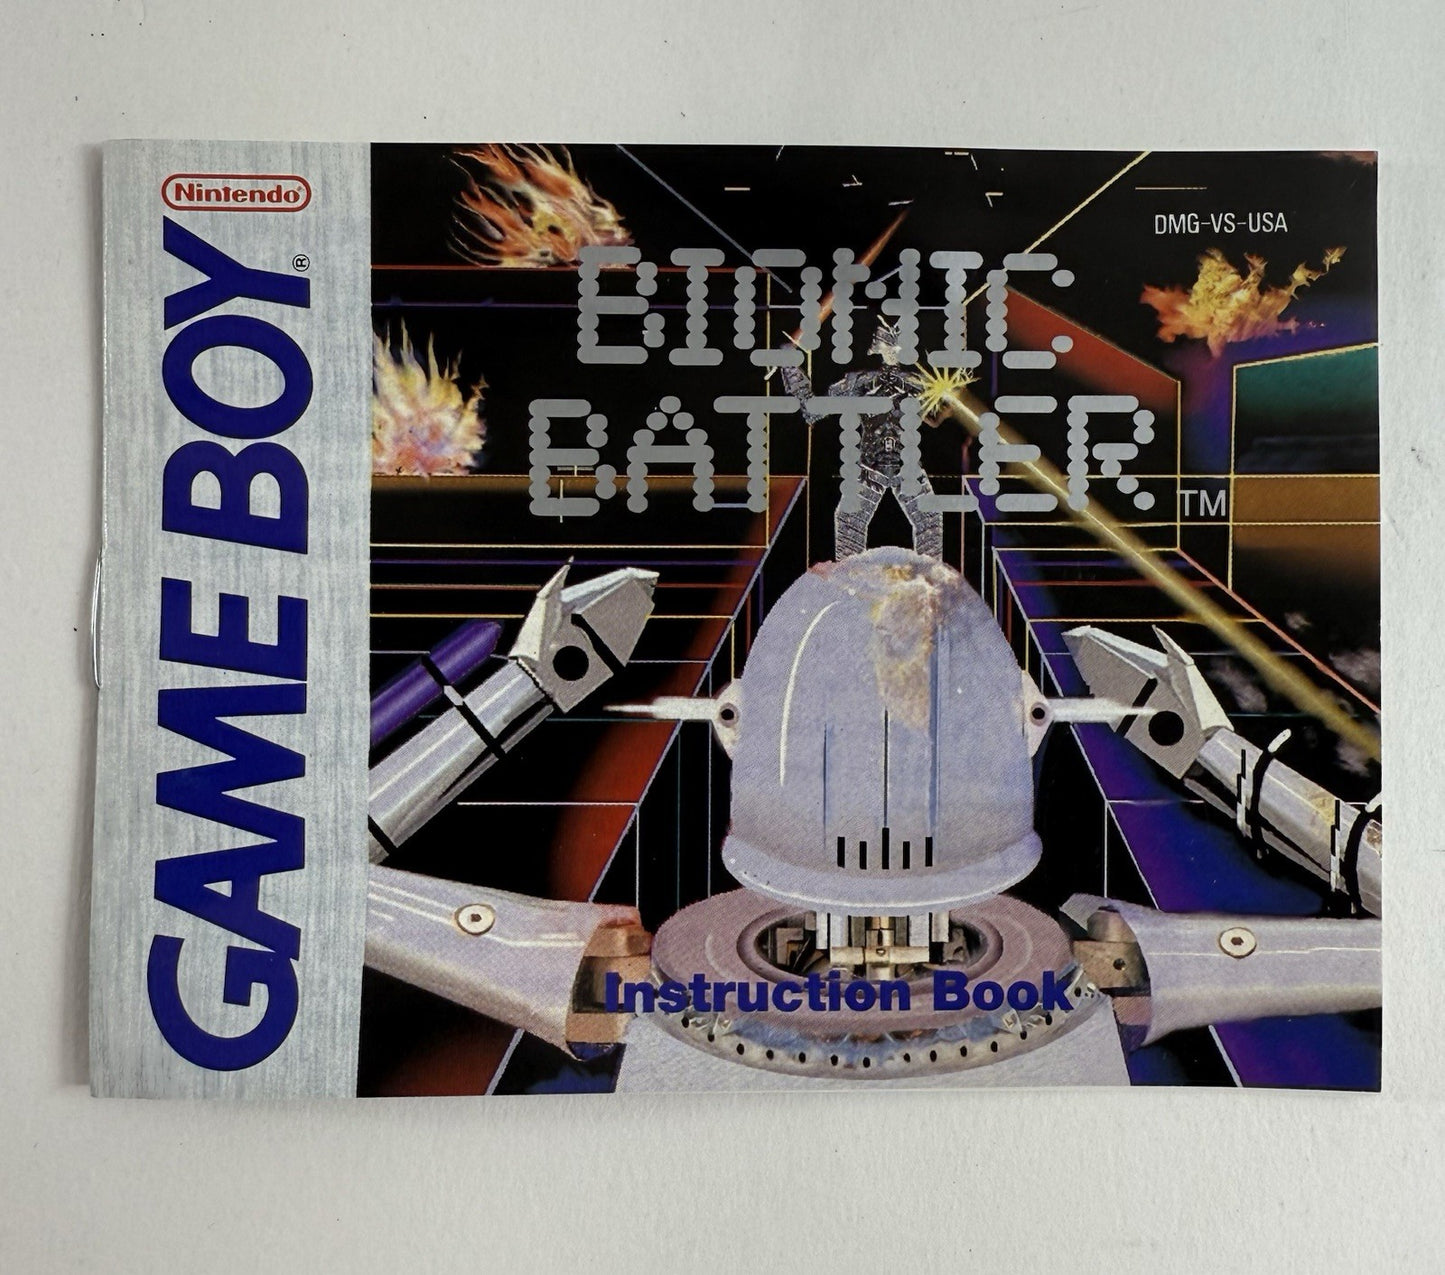 Nintendo®
GAME BOY®
DMG-VS-USA
BIONIC
BATTLER™
Instruction Book